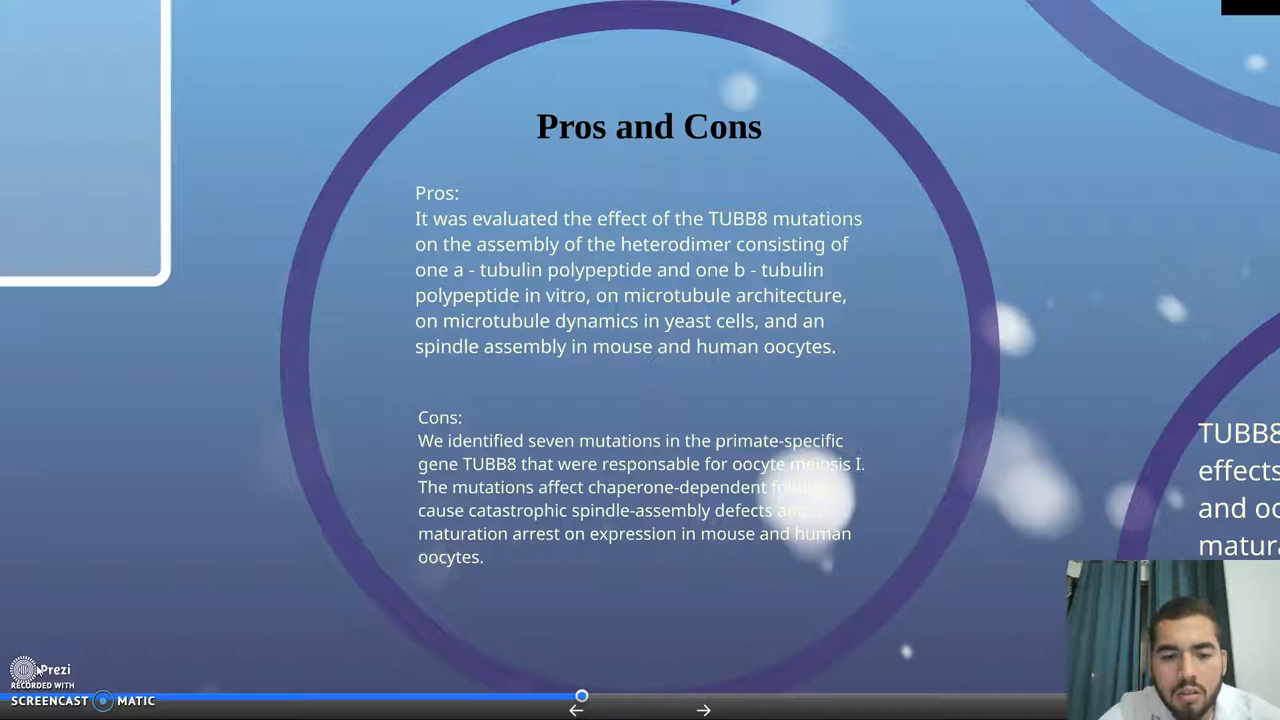 Pros and Cons
Pros:
It was evaluated the effect of the TUBB8 mutations
on the assembly of the heterodimer consisting of
one a - tubulin polypeptide and one b - tubulin
polypeptide in vitro, on microtubule architecture,
on microtubule dynamics in yeast cells, and an
spindle assembly in mouse and human oocytes.
Cons:
We identified seven mutations in the primate-specific
gene TUBB8 that were responsable for oocyte meiosis I.
The mutations affect chaperone-dependent
cause catastrophic spindle-assembly defects
maturation arrest on expression in mouse and human
oocytes.
TUBB8
effects
and oc
matura
Prezi
RECORDED WITH
SCREENCAST MATIC